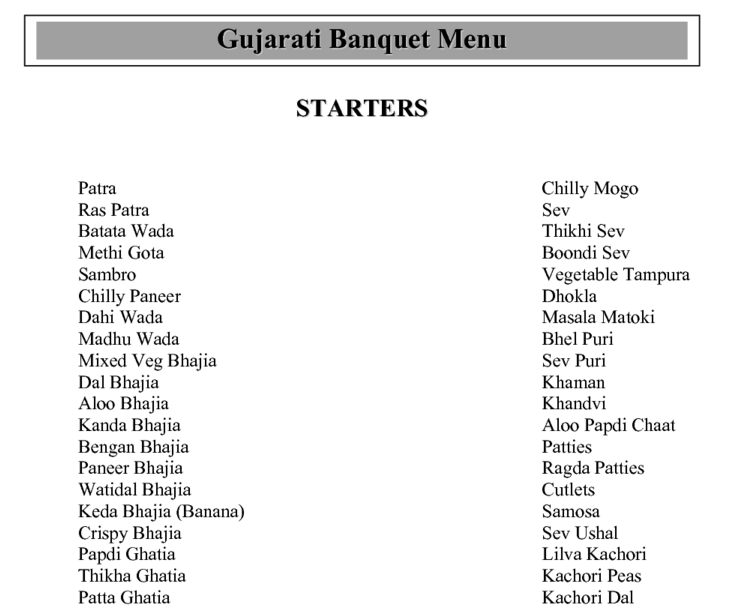 Gujarati Banquet Menu
STARTERS
Patra
Ras Patra
Batata Wada
Methi Gota
Sambro
Chilly Paneer
Dahi Wada
Madhu Wada
Mixed Veg Bhajia
Dal Bhajia
Aloo Bhajia
Kanda Bhajia
Bengan Bhajia
Paneer Bhajia
Watidal Bhajia
Keda Bhajia (Banana)
Crispy Bhajia
Papdi Ghatia
Thikha Ghatia
Patta Ghatia
Chilly Mogo
Sev
Thikhi Sev
Boondi Sev
Vegetable Tampura
Dhokla
Masala Matoki
Bhel Puri
Sev Puri
Khaman
Khandvi
Aloo Papdi Chaat
Patties
Ragda Patties
Cutlets
Samosa
Sev Ushal
Lilva Kachori
Kachori Peas
Kachori Dal